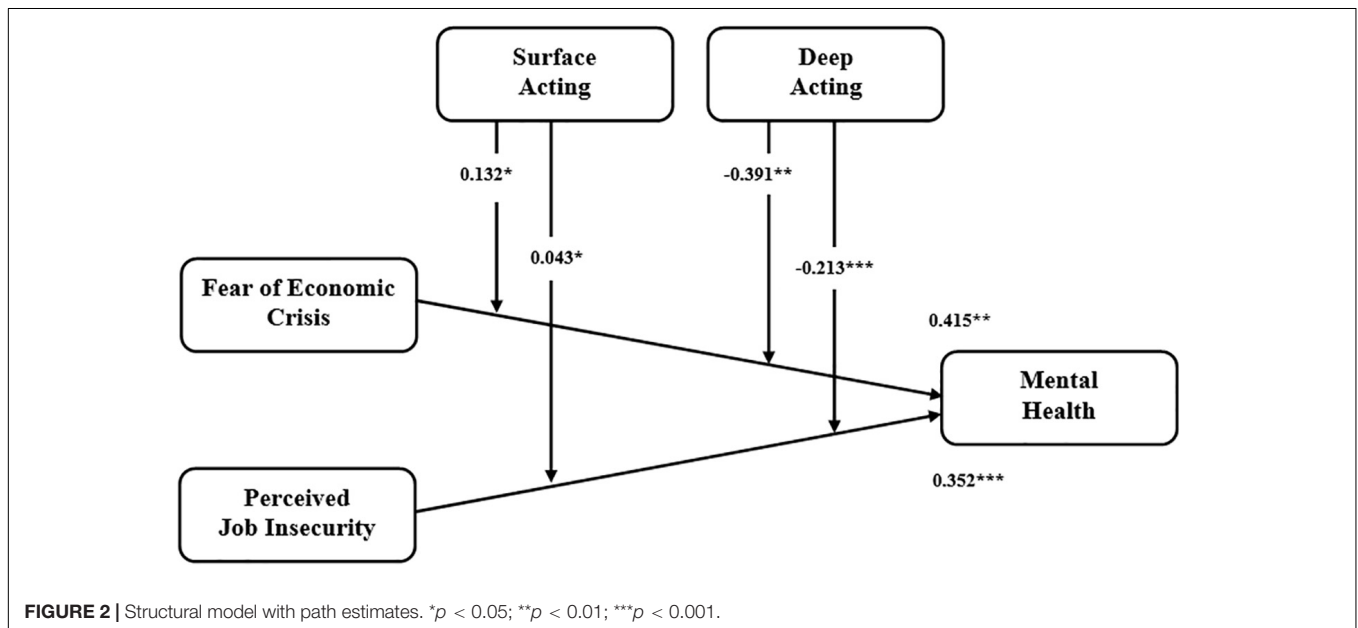 Surface
Acting
Deep
Acting
0.132*
-0.391**
0.043*
-0.213***
Fear of Economic
Crisis
0.415**
Mental
Health
Perceived
Job Insecurity
0.352***
FIGURE 2 | Structural model with path estimates. *p < 0.05; **p < 0.01; ***p < 0.001.